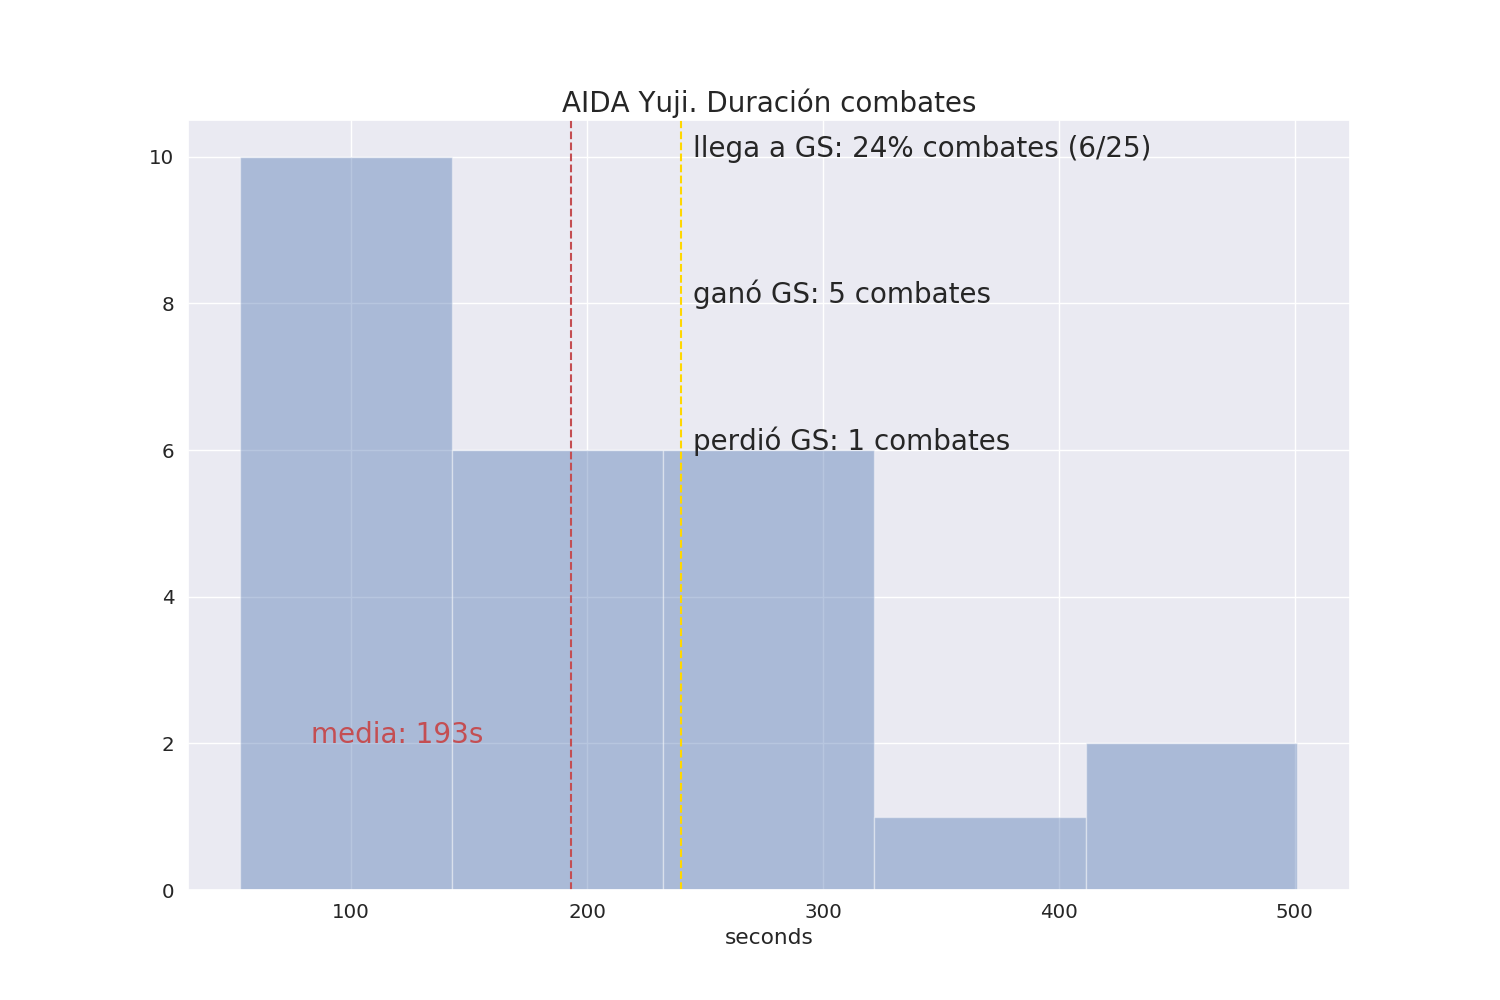 AIDA Yuji. Duración combates
llega a GS: 24% combates (6/25)
ganó GS: 5 combates
perdió GS: 1 combates
media: 193s
10
8
6
4
2
0
100 200 300 400 500
seconds